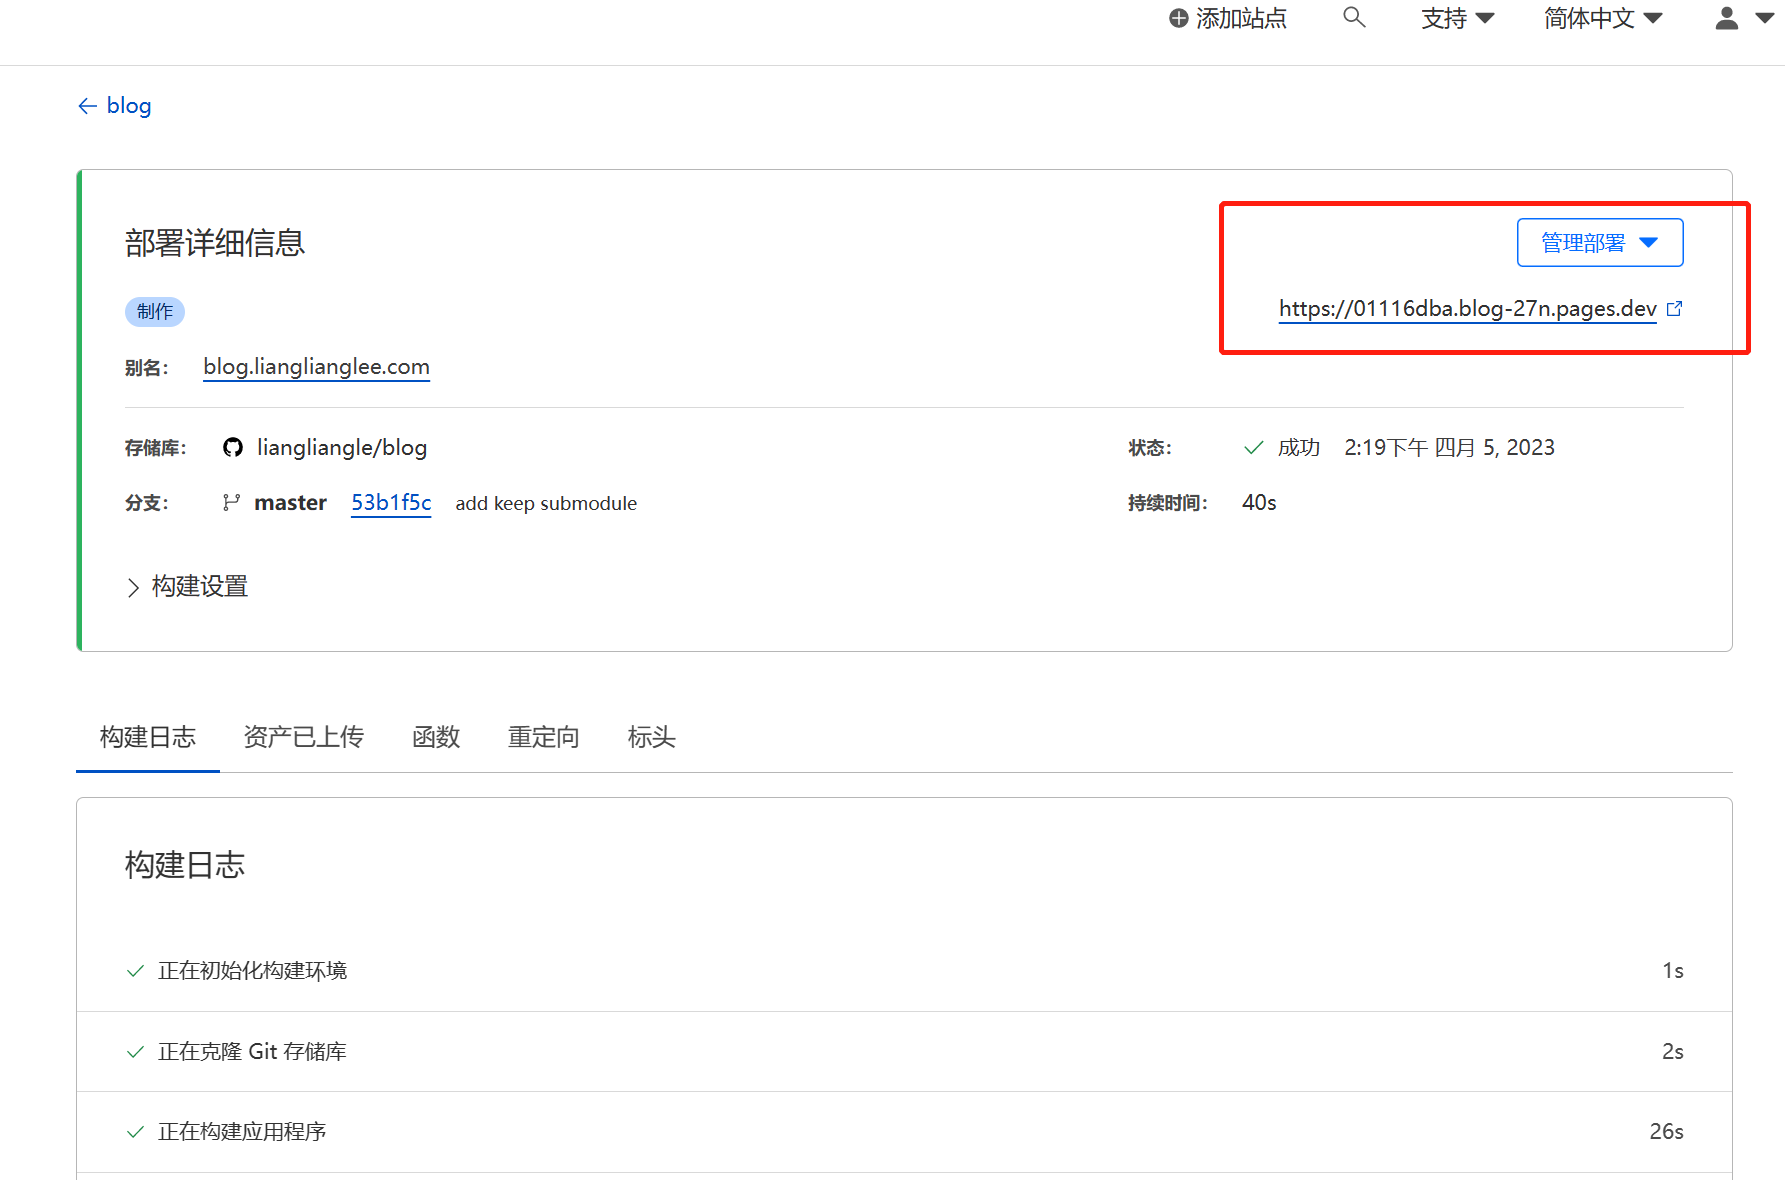 添加站点 支持 简体中文
blog
部署详细信息
管理部署
制作
https://01116dba.blog-27n.pages.dev
别名： blog.lianglianglee.com
存储库： liangliangle/blog 状态： 成功 2:19下午 四月 5, 2023
分支： master 53b1f5c add keep submodule 持续时间： 40s
构建设置
构建日志 资产已上传 函数 重定向 标头
构建日志
正在初始化构建环境 1s
正在克隆 Git 存储库 2s
正在构建应用程序 26s